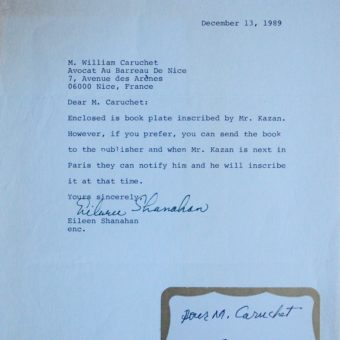 December 13, 1989
M. William Caruchet
Avocat Au Barreau De Nice
7, Avenue des Arènes
06000 Nice, France
Dear M. Caruchet:
Enclosed is book plate inscribed by Mr. Kazan.
However, if you prefer, you can send the book
to the publisher and when Mr. Kazan is next in
Paris they can notify him and he will inscribe
it at that time.
Yours sincerely,
Eileen Shanahan
Eileen Shanahan
enc.
pour M. Caruchet